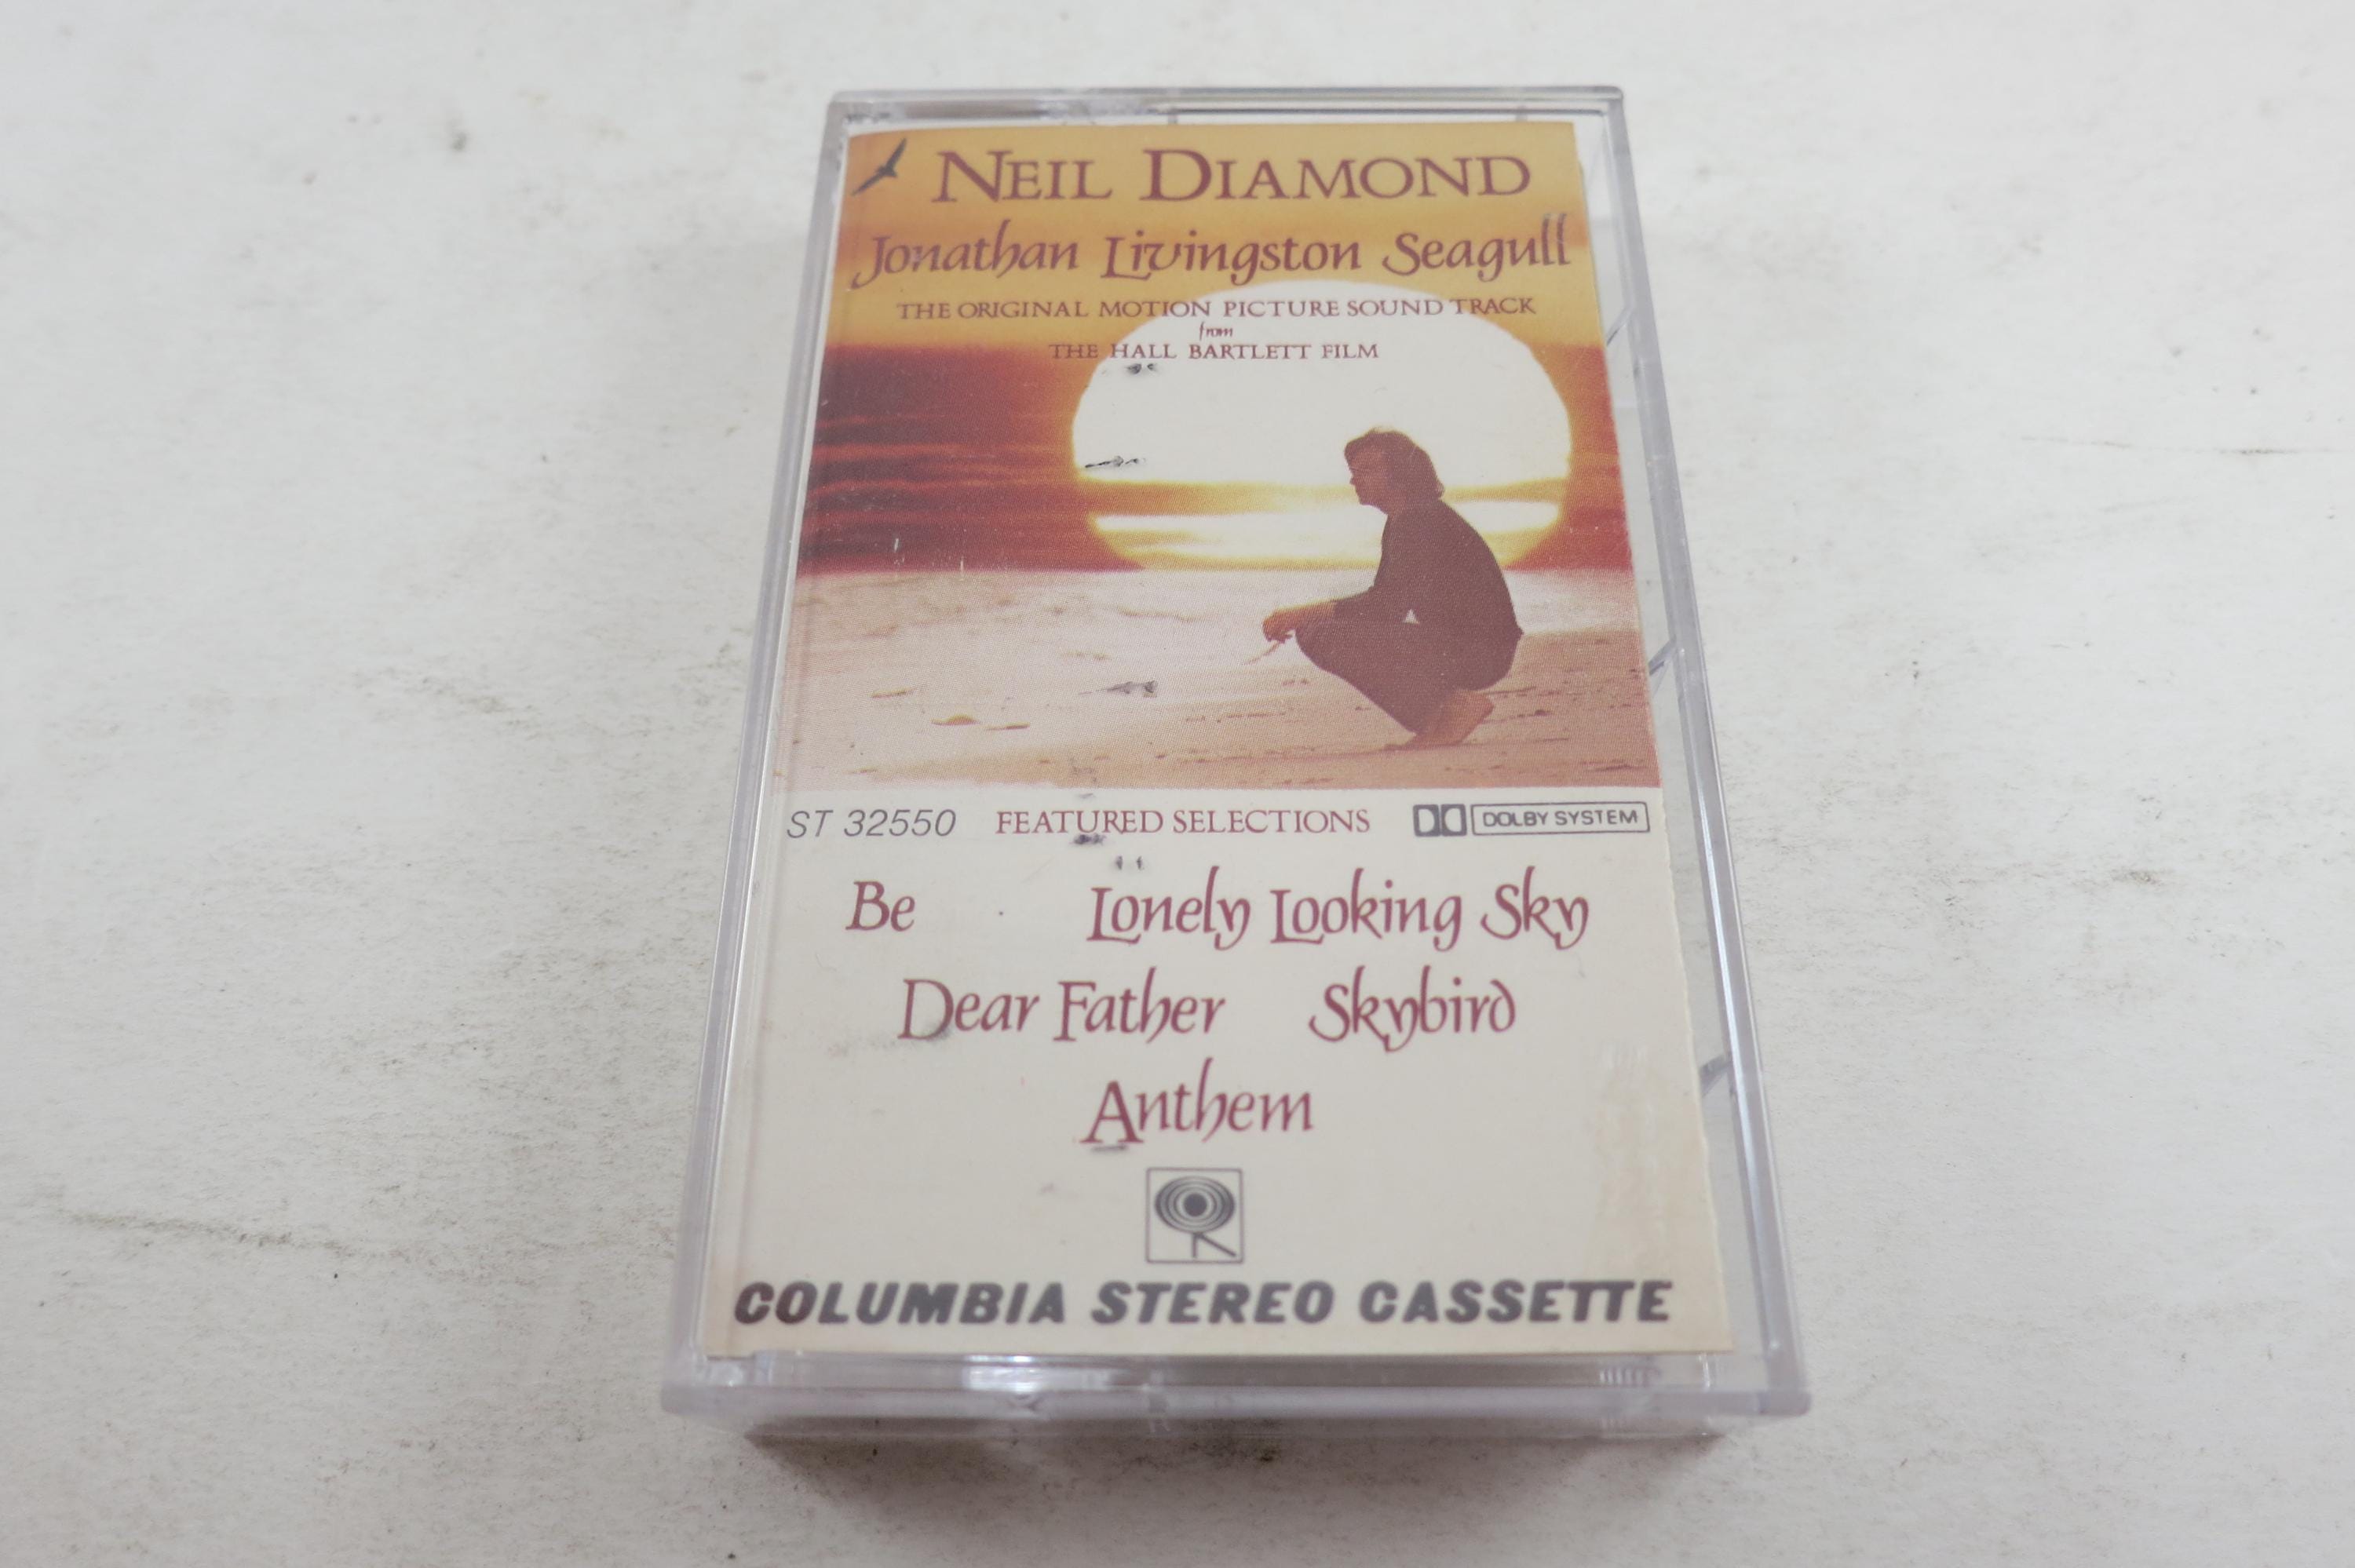 NEIL DIAMOND
Jonathan Livingston Seagull
THE ORIGINAL MOTION PICTURE SOUND TRACK
from
THE HALL BARTLETT FILM
ST 32550 FEATURED SELECTIONS DOLBY SYSTEM
Be Lonely Looking Sky
Dear Father Skybird
Anthem
COLUMBIA STEREO CASSETTE